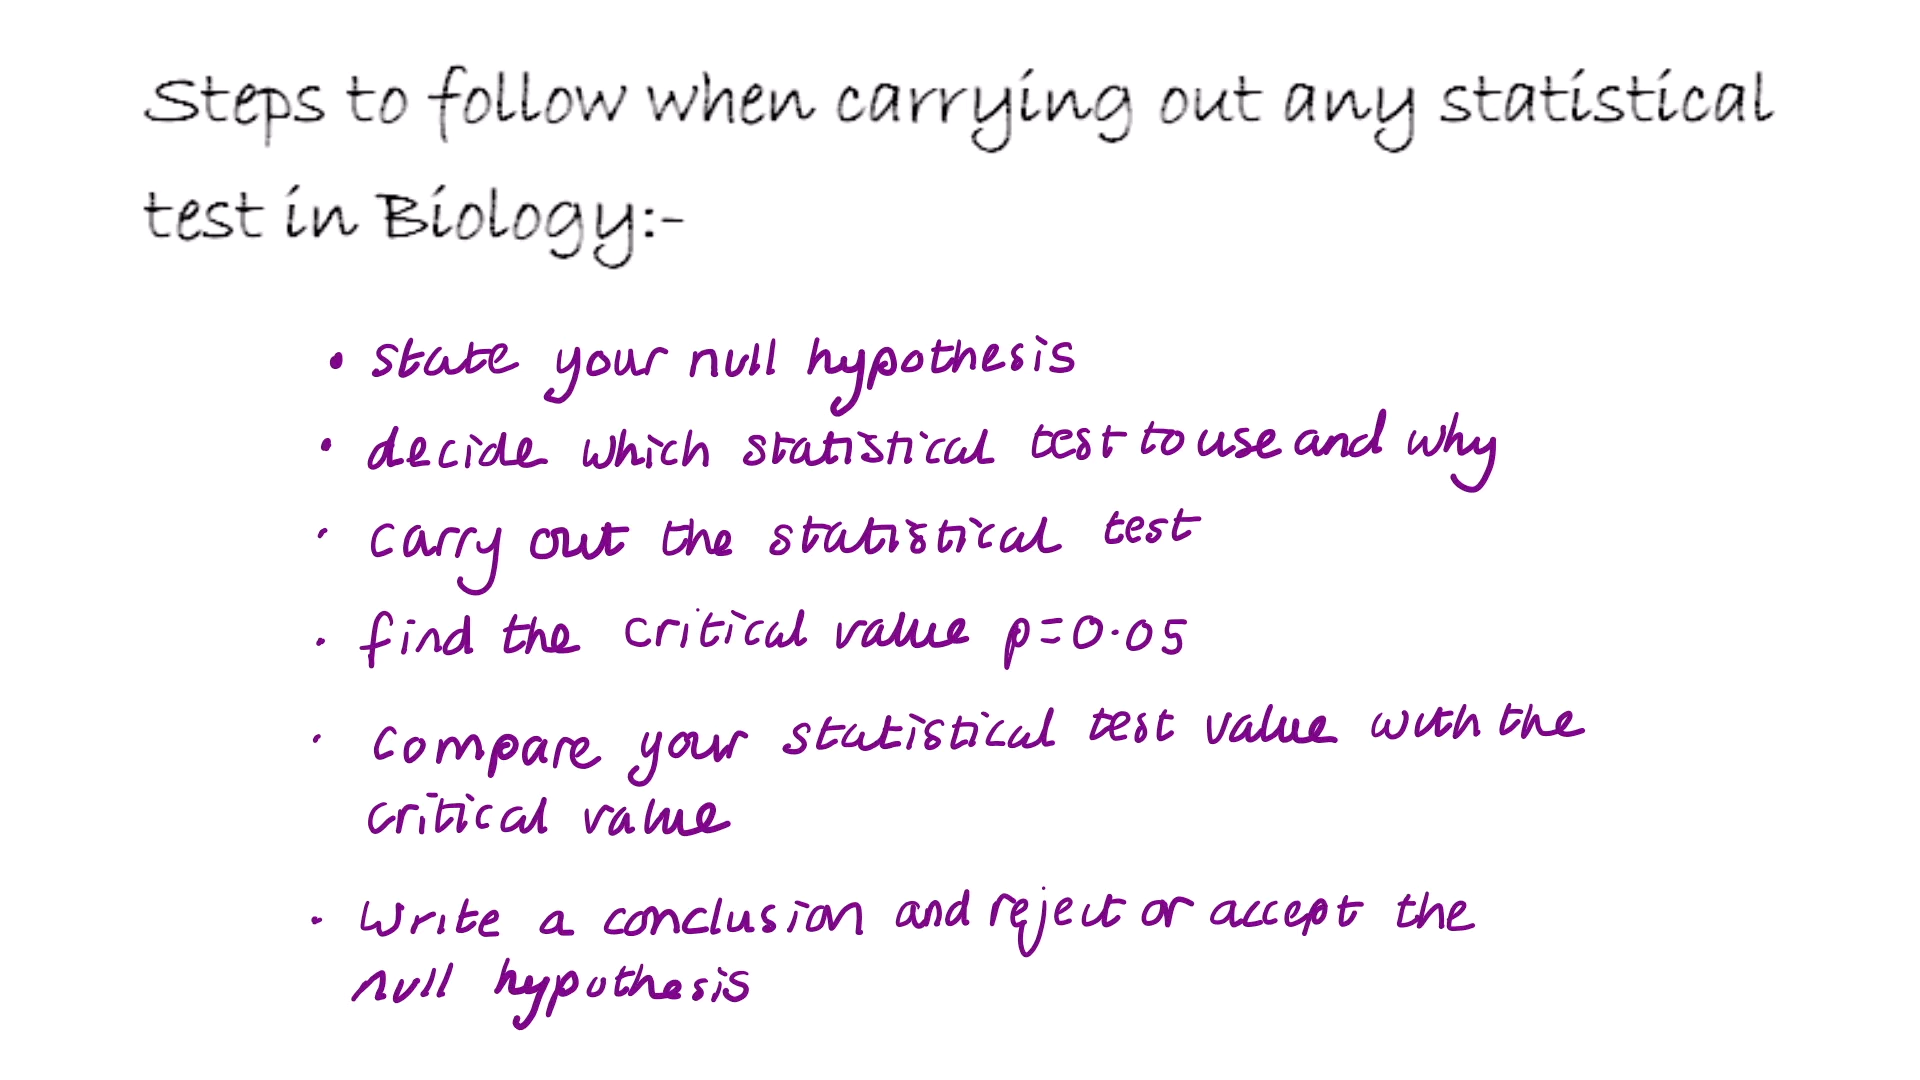 Steps to follow when carrying out any statistical
test in Biology:-
• state your null hypothesis
• decide which statistical test to use and why
• carry out the statistical test
• find the critical value p=0.05
• compare your statistical test value with the
critical value
• Write a conclusion and reject or accept the
null hypothesis